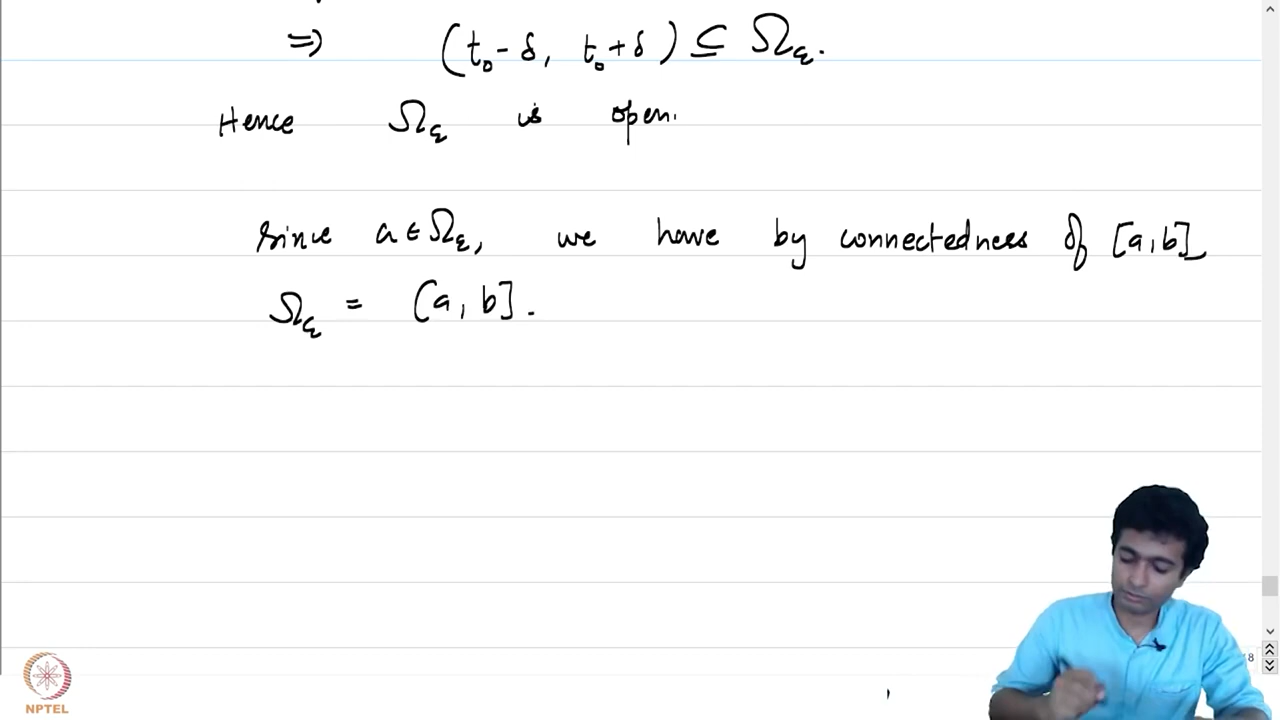 ⇒ (t₀ - δ, t₀ + δ) ⊆ Ω_ε.
Hence Ω_ε is open.
since a ∈ Ω_ε, we have by connectedness of [a, b]
Ω_ε = [a, b].
NPTEL